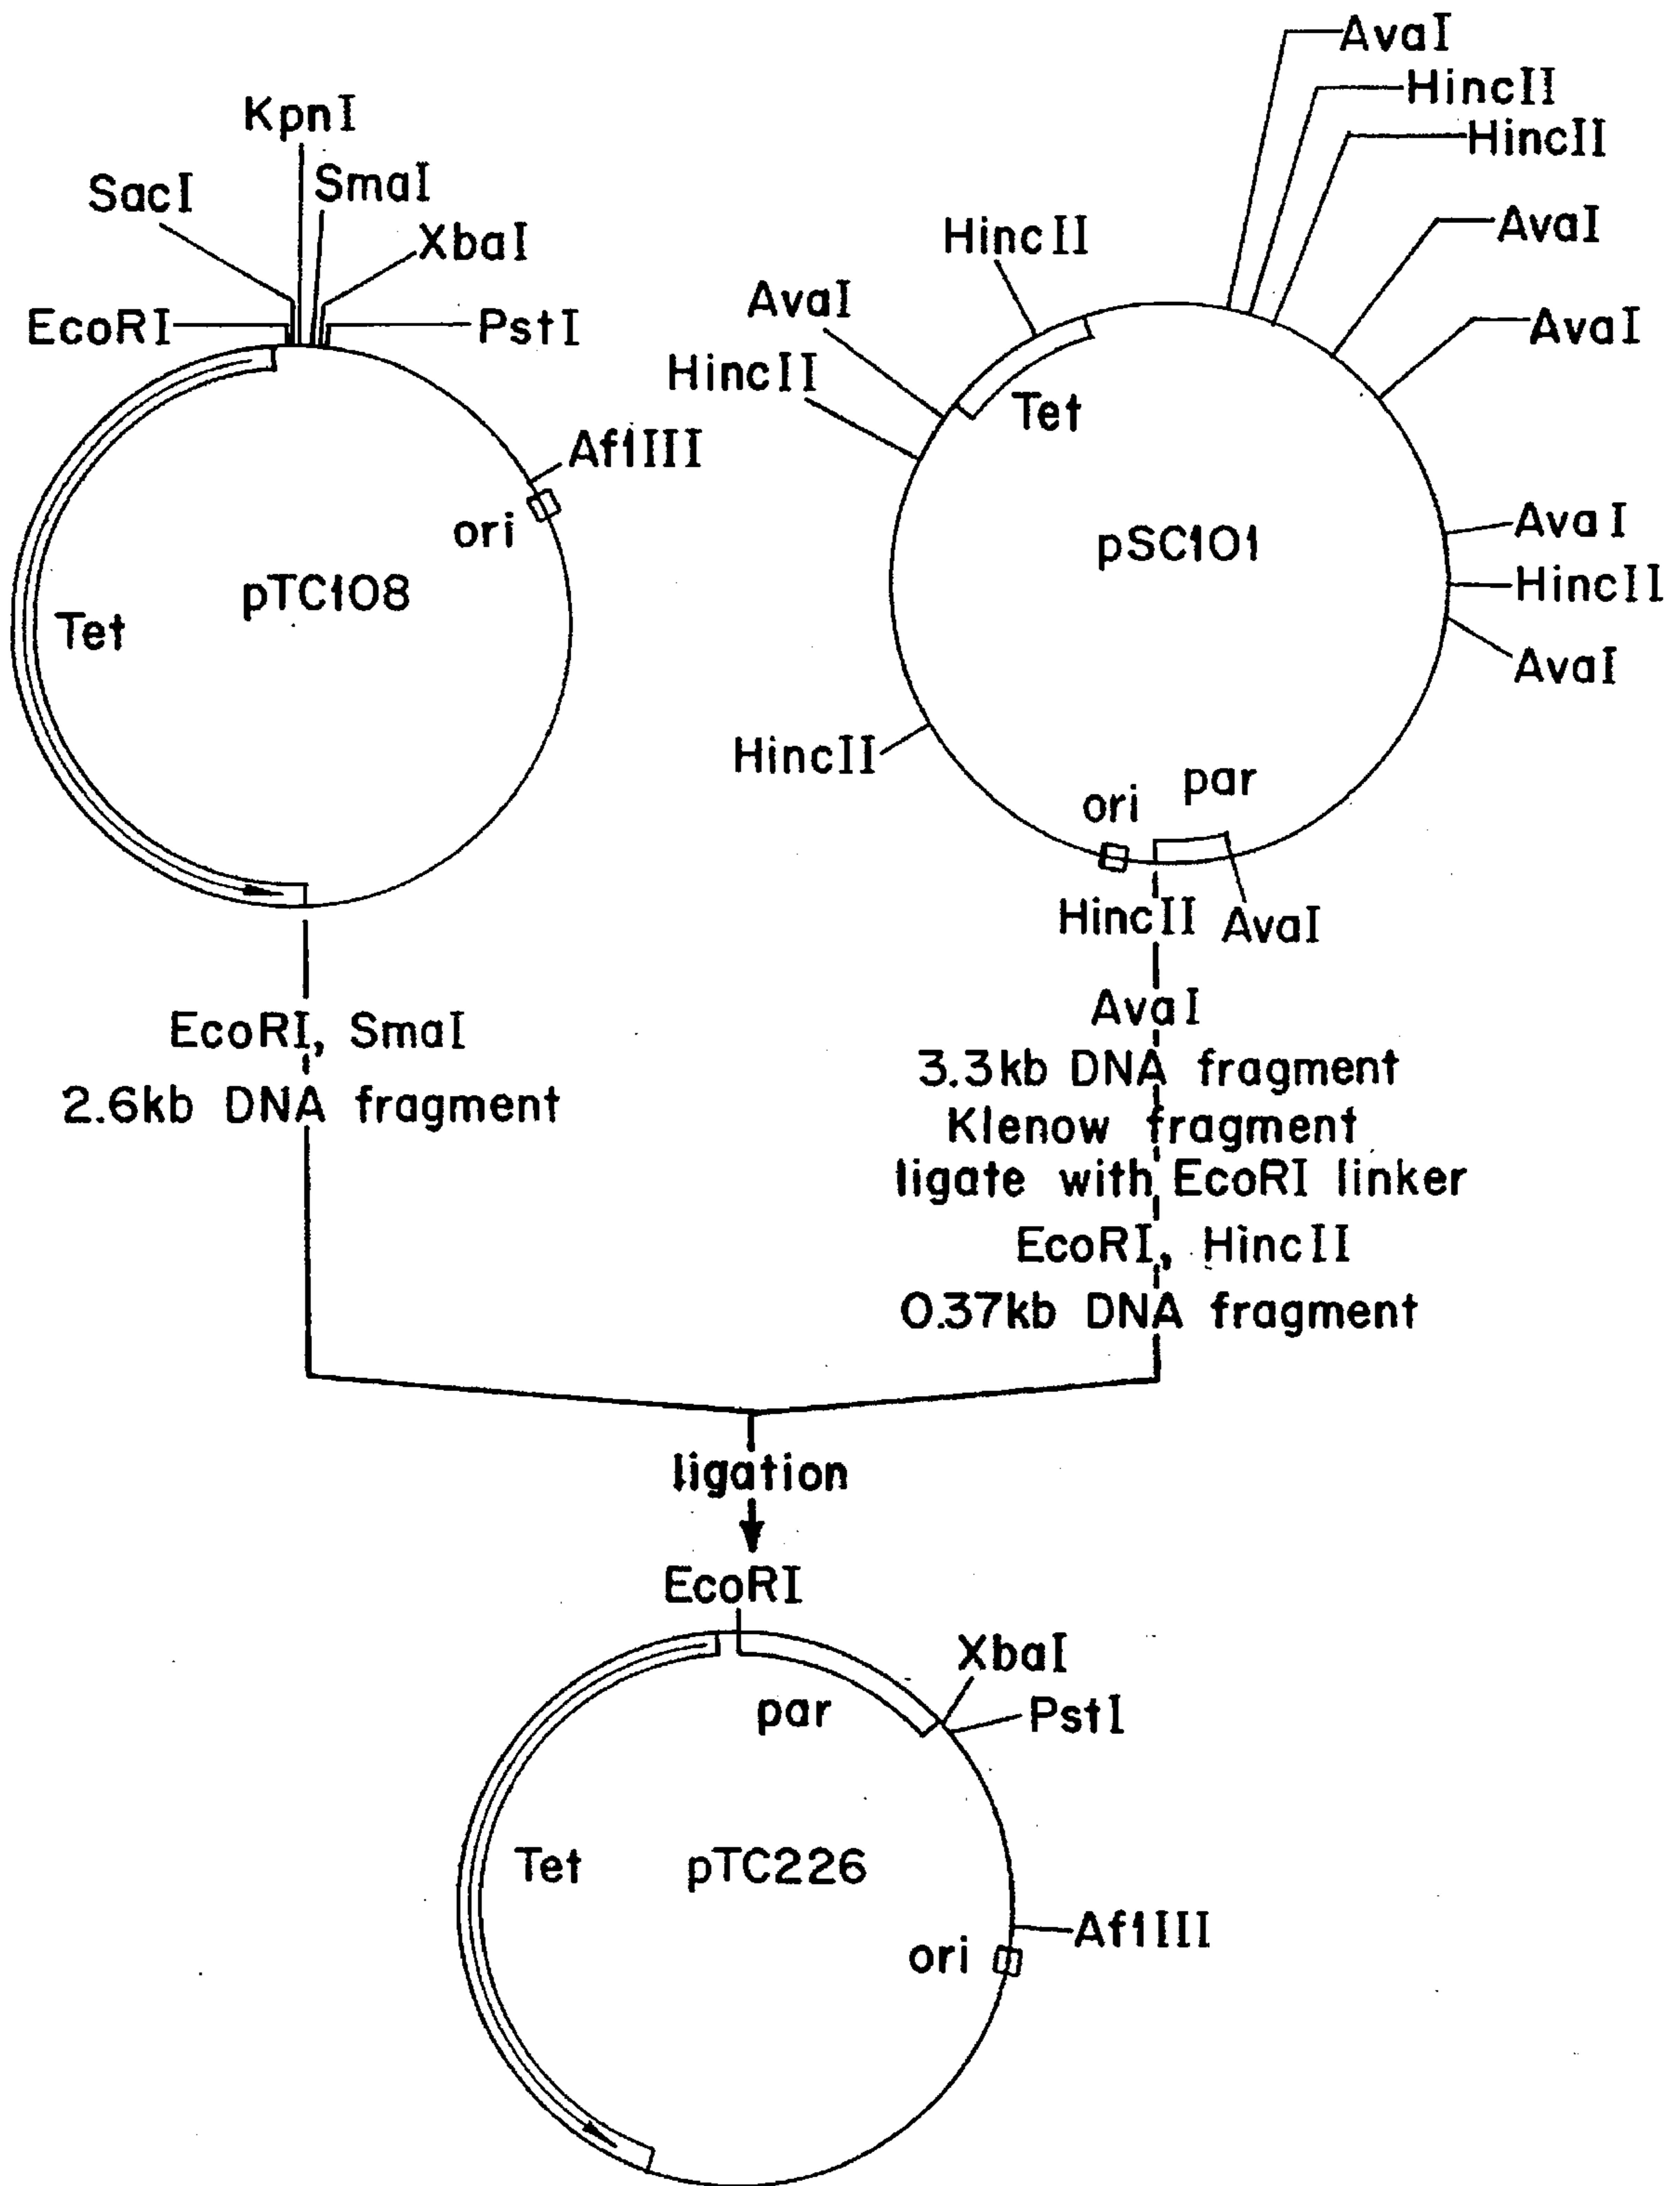 KpnI
SacI
SmaI
XbaI
EcoRI
PstI
AflIII
ori
pTC108
Tet
AvaI
HincII
HincII
AvaI
AvaI
HincII
AvaI
HincII
Tet
pSC101
AvaI
HincII
AvaI
HincII
ori
par
HincII
AvaI
EcoRI, SmaI
2.6kb DNA fragment
AvaI
3.3kb DNA fragment
Klenow fragment
ligate with EcoRI linker
EcoRI, HincII
0.37kb DNA fragment
ligation
EcoRI
XbaI
PstI
par
Tet
pTC226
AflIII
ori